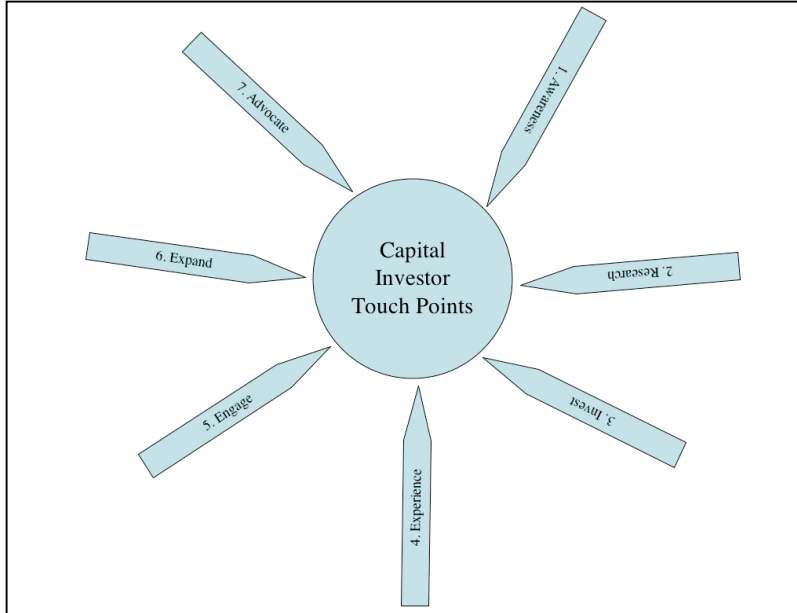 Capital
Investor
Touch Points
1. Awareness
2. Research
3. Invest
4. Experience
5. Engage
6. Expand
7. Advocate